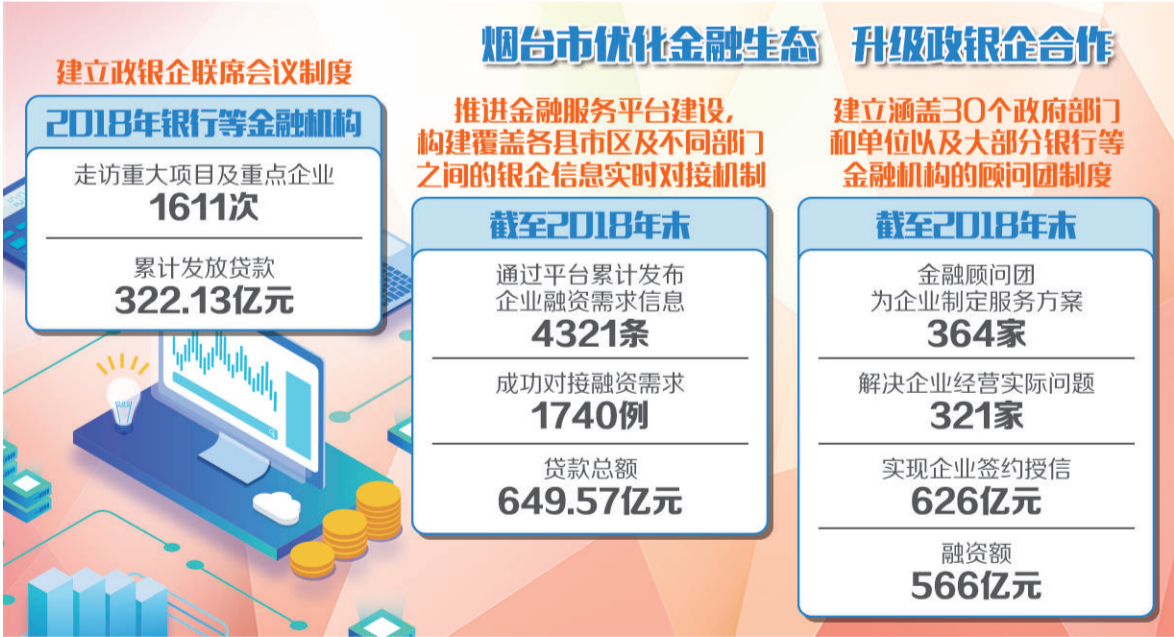 烟台市优化金融生态 升级政银企合作
建立政银企联席会议制度
2018年银行等金融机构
走访重大项目及重点企业
1611次
累计发放贷款
322.13亿元
推进金融服务平台建设,
构建覆盖各县市区及不同部门
之间的银企信息实时对接机制
截至2018年末
通过平台累计发布
企业融资需求信息
4321条
成功对接融资需求
1740例
贷款总额
649.57亿元
建立涵盖30个政府部门
和单位以及大部分银行等
金融机构的顾问团制度
截至2018年末
金融顾问团
为企业制定服务方案
364家
解决企业经营实际问题
321家
实现企业签约授信
626亿元
融资额
566亿元